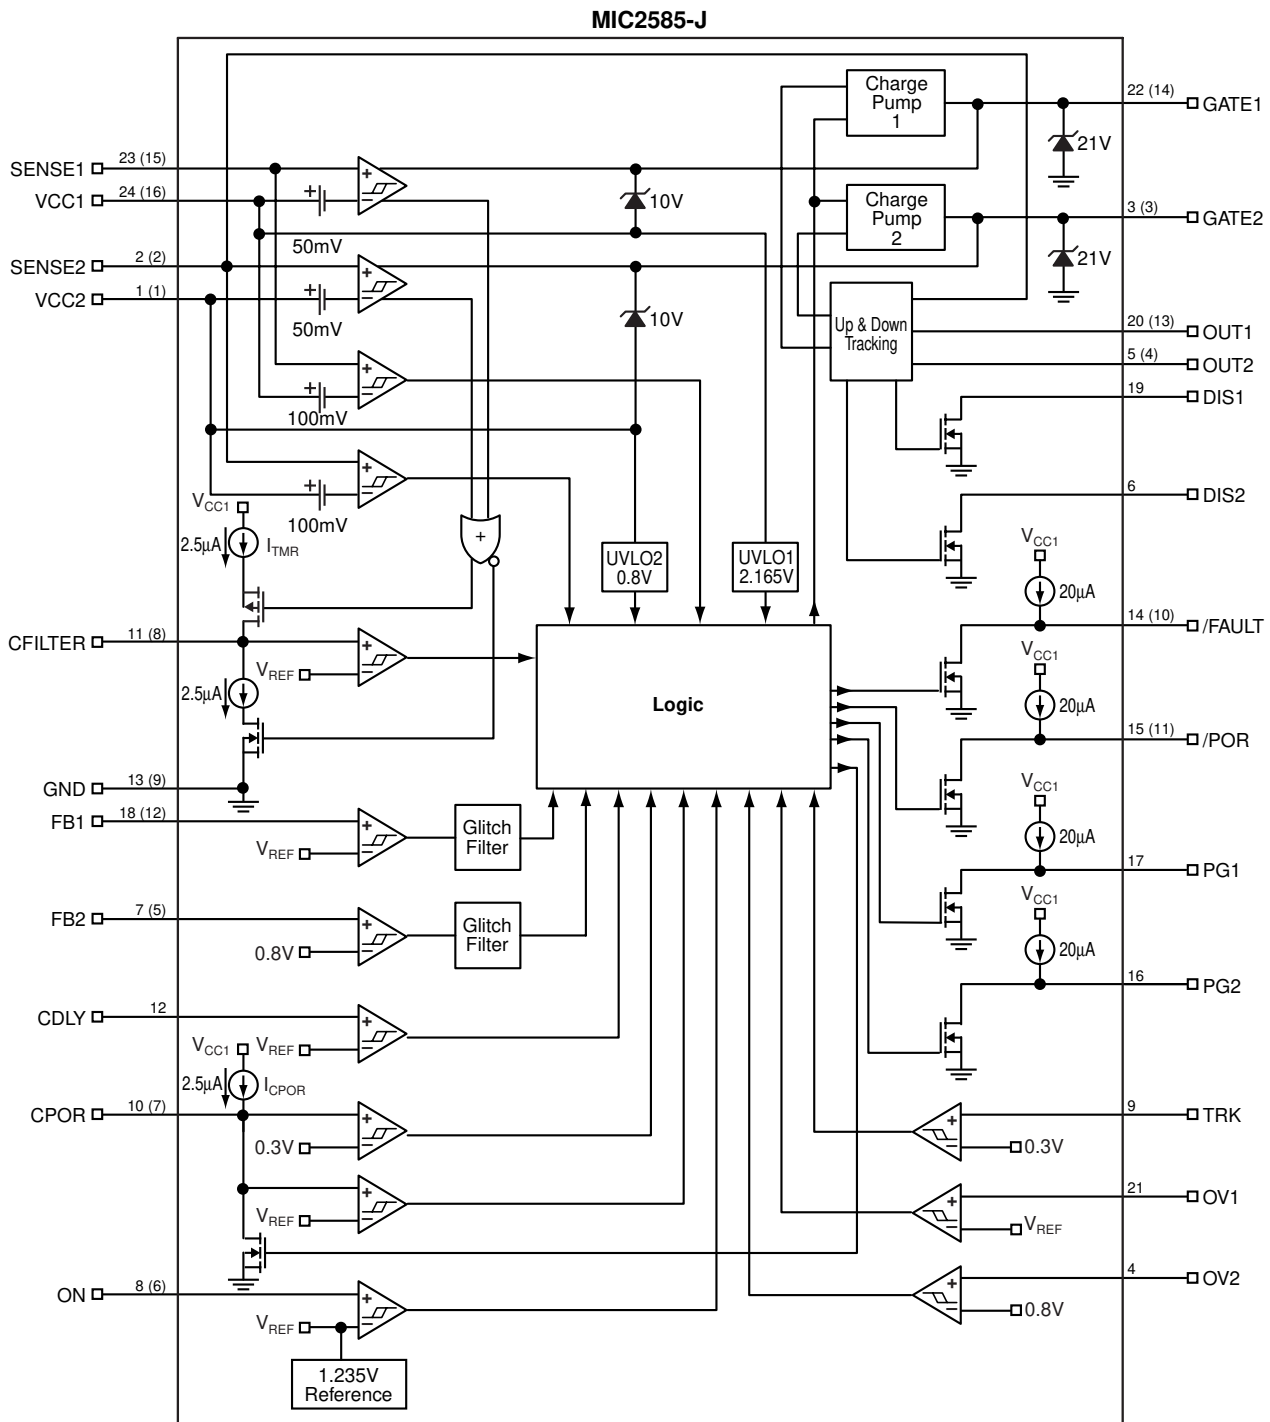 MIC2585-J
Charge
Pump
1
22 (14)
GATE1
21V
SENSE1
23 (15)
+
−
VCC1
24 (16)
+
50mV
10V
Charge
Pump
2
3 (3)
GATE2
21V
SENSE2
2 (2)
+
−
VCC2
1 (1)
+
50mV
10V
Up & Down
Tracking
20 (13)
OUT1
5 (4)
OUT2
19
DIS1
+
−
+
100mV
+
−
+
100mV
6
DIS2
VCC1
2.5µA
ITMR
+
UVLO2
0.8V
UVLO1
2.165V
VCC1
20µA
14 (10)
/FAULT
CFILTER
11 (8)
+
−
VREF
2.5µA
Logic
VCC1
20µA
15 (11)
/POR
GND
13 (9)
FB1
18 (12)
+
−
VREF
Glitch
Filter
VCC1
20µA
17
PG1
FB2
7 (5)
+
−
0.8V
Glitch
Filter
VCC1
20µA
16
PG2
CDLY
12
+
−
VREF
VCC1
2.5µA
ICPOR
CPOR
10 (7)
+
−
0.3V
9
TRK
+
−
0.3V
+
−
VREF
21
OV1
+
−
VREF
ON
8 (6)
+
−
VREF
4
OV2
+
−
0.8V
1.235V
Reference